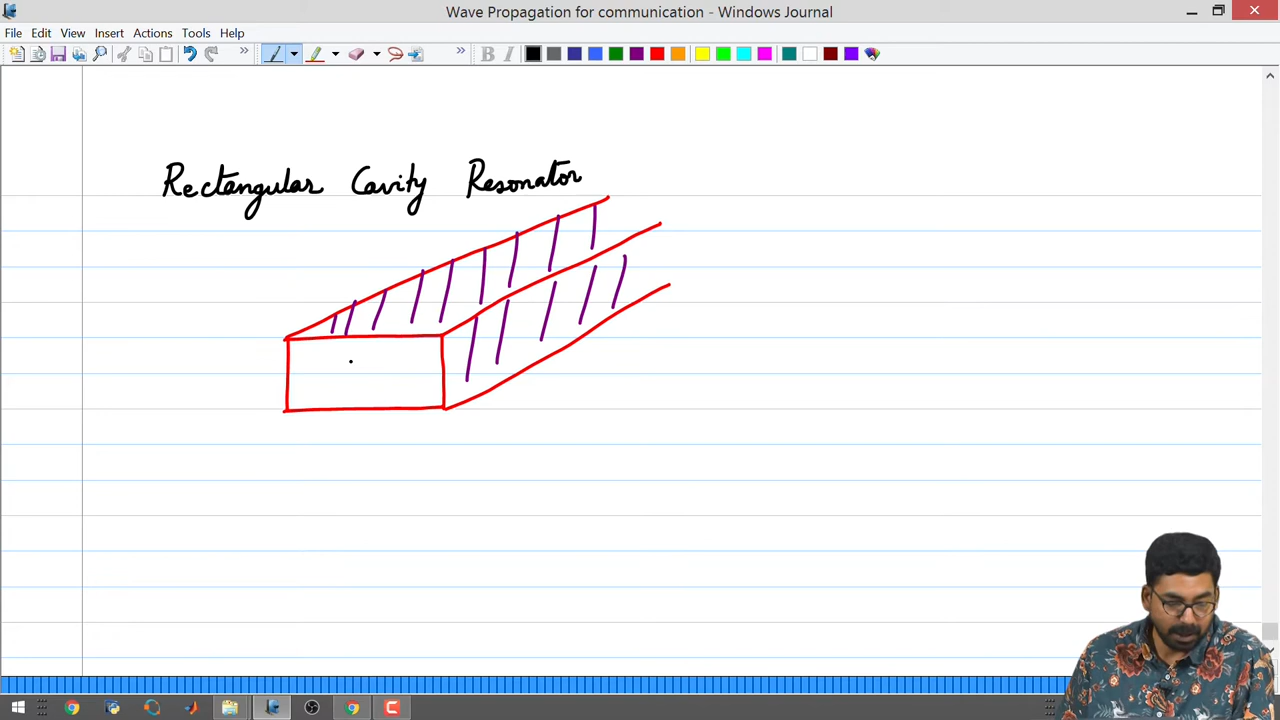 Wave Propagation for communication - Windows Journal
File Edit View Insert Actions Tools Help
B I
Rectangular Cavity Resonator